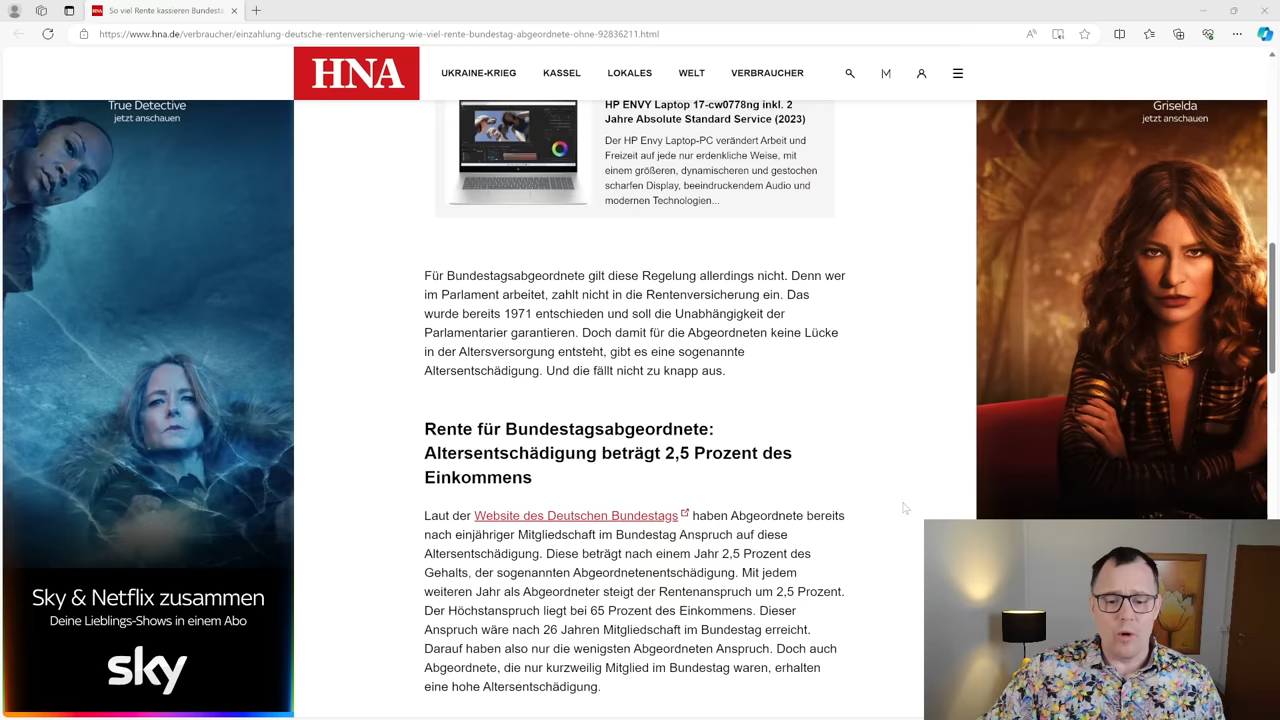 So viel Rente kassieren Bundesta
https://www.hna.de/verbraucher/einzahlung-deutsche-rentenversicherung-wie-viel-rente-bundestag-abgeordnete-ohne-92836211.html
HNA
UKRAINE-KRIEG KASSEL LOKALES WELT VERBRAUCHER
True Detective
jetzt anschauen
Sky & Netflix zusammen
Deine Lieblings-Shows in einem Abo
sky
HP ENVY Laptop 17-cw0778ng inkl. 2
Jahre Absolute Standard Service (2023)
Der HP Envy Laptop-PC verändert Arbeit und
Freizeit auf jede nur erdenkliche Weise, mit
einem größeren, dynamischeren und gestochen
scharfen Display, beeindruckendem Audio und
modernen Technologien...
Für Bundestagsabgeordnete gilt diese Regelung allerdings nicht. Denn wer
im Parlament arbeitet, zahlt nicht in die Rentenversicherung ein. Das
wurde bereits 1971 entschieden und soll die Unabhängigkeit der
Parlamentarier garantieren. Doch damit für die Abgeordneten keine Lücke
in der Altersversorgung entsteht, gibt es eine sogenannte
Altersentschädigung. Und die fällt nicht zu knapp aus.
Rente für Bundestagsabgeordnete:
Altersentschädigung beträgt 2,5 Prozent des
Einkommens
Laut der Website des Deutschen Bundestags haben Abgeordnete bereits
nach einjähriger Mitgliedschaft im Bundestag Anspruch auf diese
Altersentschädigung. Diese beträgt nach einem Jahr 2,5 Prozent des
Gehalts, der sogenannten Abgeordnetenentschädigung. Mit jedem
weiteren Jahr als Abgeordneter steigt der Rentenanspruch um 2,5 Prozent.
Der Höchstanspruch liegt bei 65 Prozent des Einkommens. Dieser
Anspruch wäre nach 26 Jahren Mitgliedschaft im Bundestag erreicht.
Darauf haben also nur die wenigsten Abgeordneten Anspruch. Doch auch
Abgeordnete, die nur kurzweilig Mitglied im Bundestag waren, erhalten
eine hohe Altersentschädigung.
Griselda
jetzt anschauen